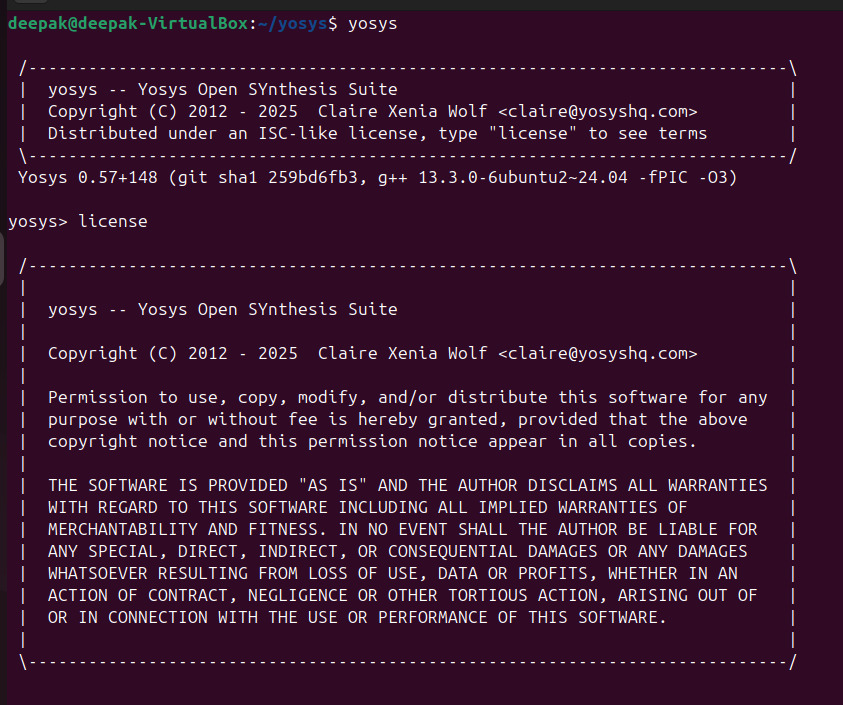 deepak@deepak-VirtualBox:~/yosys$ yosys
/----------------------------------------------------------------------------\
| yosys -- Yosys Open SYnthesis Suite |
| Copyright (C) 2012 - 2025 Claire Xenia Wolf <claire@yosyshq.com> |
| Distributed under an ISC-like license, type "license" to see terms |
\----------------------------------------------------------------------------/
Yosys 0.57+148 (git sha1 259bd6fb3, g++ 13.3.0-6ubuntu2~24.04 -fPIC -O3)
yosys> license
/----------------------------------------------------------------------------\
| |
| yosys -- Yosys Open SYnthesis Suite |
| |
| Copyright (C) 2012 - 2025 Claire Xenia Wolf <claire@yosyshq.com> |
| |
| Permission to use, copy, modify, and/or distribute this software for any |
| purpose with or without fee is hereby granted, provided that the above |
| copyright notice and this permission notice appear in all copies. |
| |
| THE SOFTWARE IS PROVIDED "AS IS" AND THE AUTHOR DISCLAIMS ALL WARRANTIES |
| WITH REGARD TO THIS SOFTWARE INCLUDING ALL IMPLIED WARRANTIES OF |
| MERCHANTABILITY AND FITNESS. IN NO EVENT SHALL THE AUTHOR BE LIABLE FOR |
| ANY SPECIAL, DIRECT, INDIRECT, OR CONSEQUENTIAL DAMAGES OR ANY DAMAGES |
| WHATSOEVER RESULTING FROM LOSS OF USE, DATA OR PROFITS, WHETHER IN AN |
| ACTION OF CONTRACT, NEGLIGENCE OR OTHER TORTIOUS ACTION, ARISING OUT OF |
| OR IN CONNECTION WITH THE USE OR PERFORMANCE OF THIS SOFTWARE. |
| |
\----------------------------------------------------------------------------/